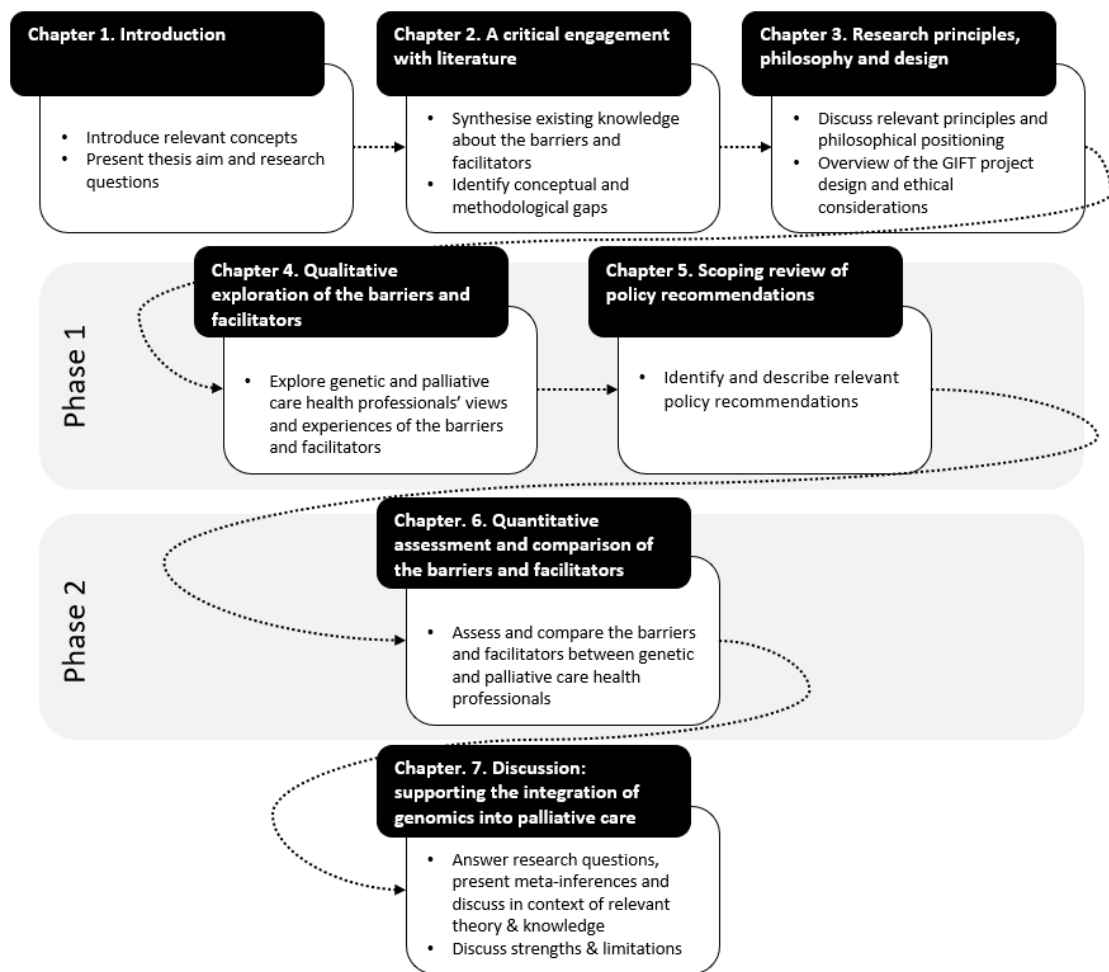 Chapter 1. Introduction
• Introduce relevant concepts
• Present thesis aim and research
questions
Chapter 2. A critical engagement
with literature
• Synthesise existing knowledge
about the barriers and
facilitators
• Identify conceptual and
methodological gaps
Chapter 3. Research principles,
philosophy and design
• Discuss relevant principles and
philosophical positioning
• Overview of the GIFT project
design and ethical
considerations
Phase 1
Chapter 4. Qualitative
exploration of the barriers and
facilitators
• Explore genetic and palliative
care health professionals’ views
and experiences of the barriers
and facilitators
Chapter 5. Scoping review of
policy recommendations
• Identify and describe relevant
policy recommendations
Phase 2
Chapter. 6. Quantitative
assessment and comparison of
the barriers and facilitators
• Assess and compare the barriers
and facilitators between genetic
and palliative care health
professionals
Chapter. 7. Discussion:
supporting the integration of
genomics into palliative care
• Answer research questions,
present meta-inferences and
discuss in context of relevant
theory & knowledge
• Discuss strengths & limitations